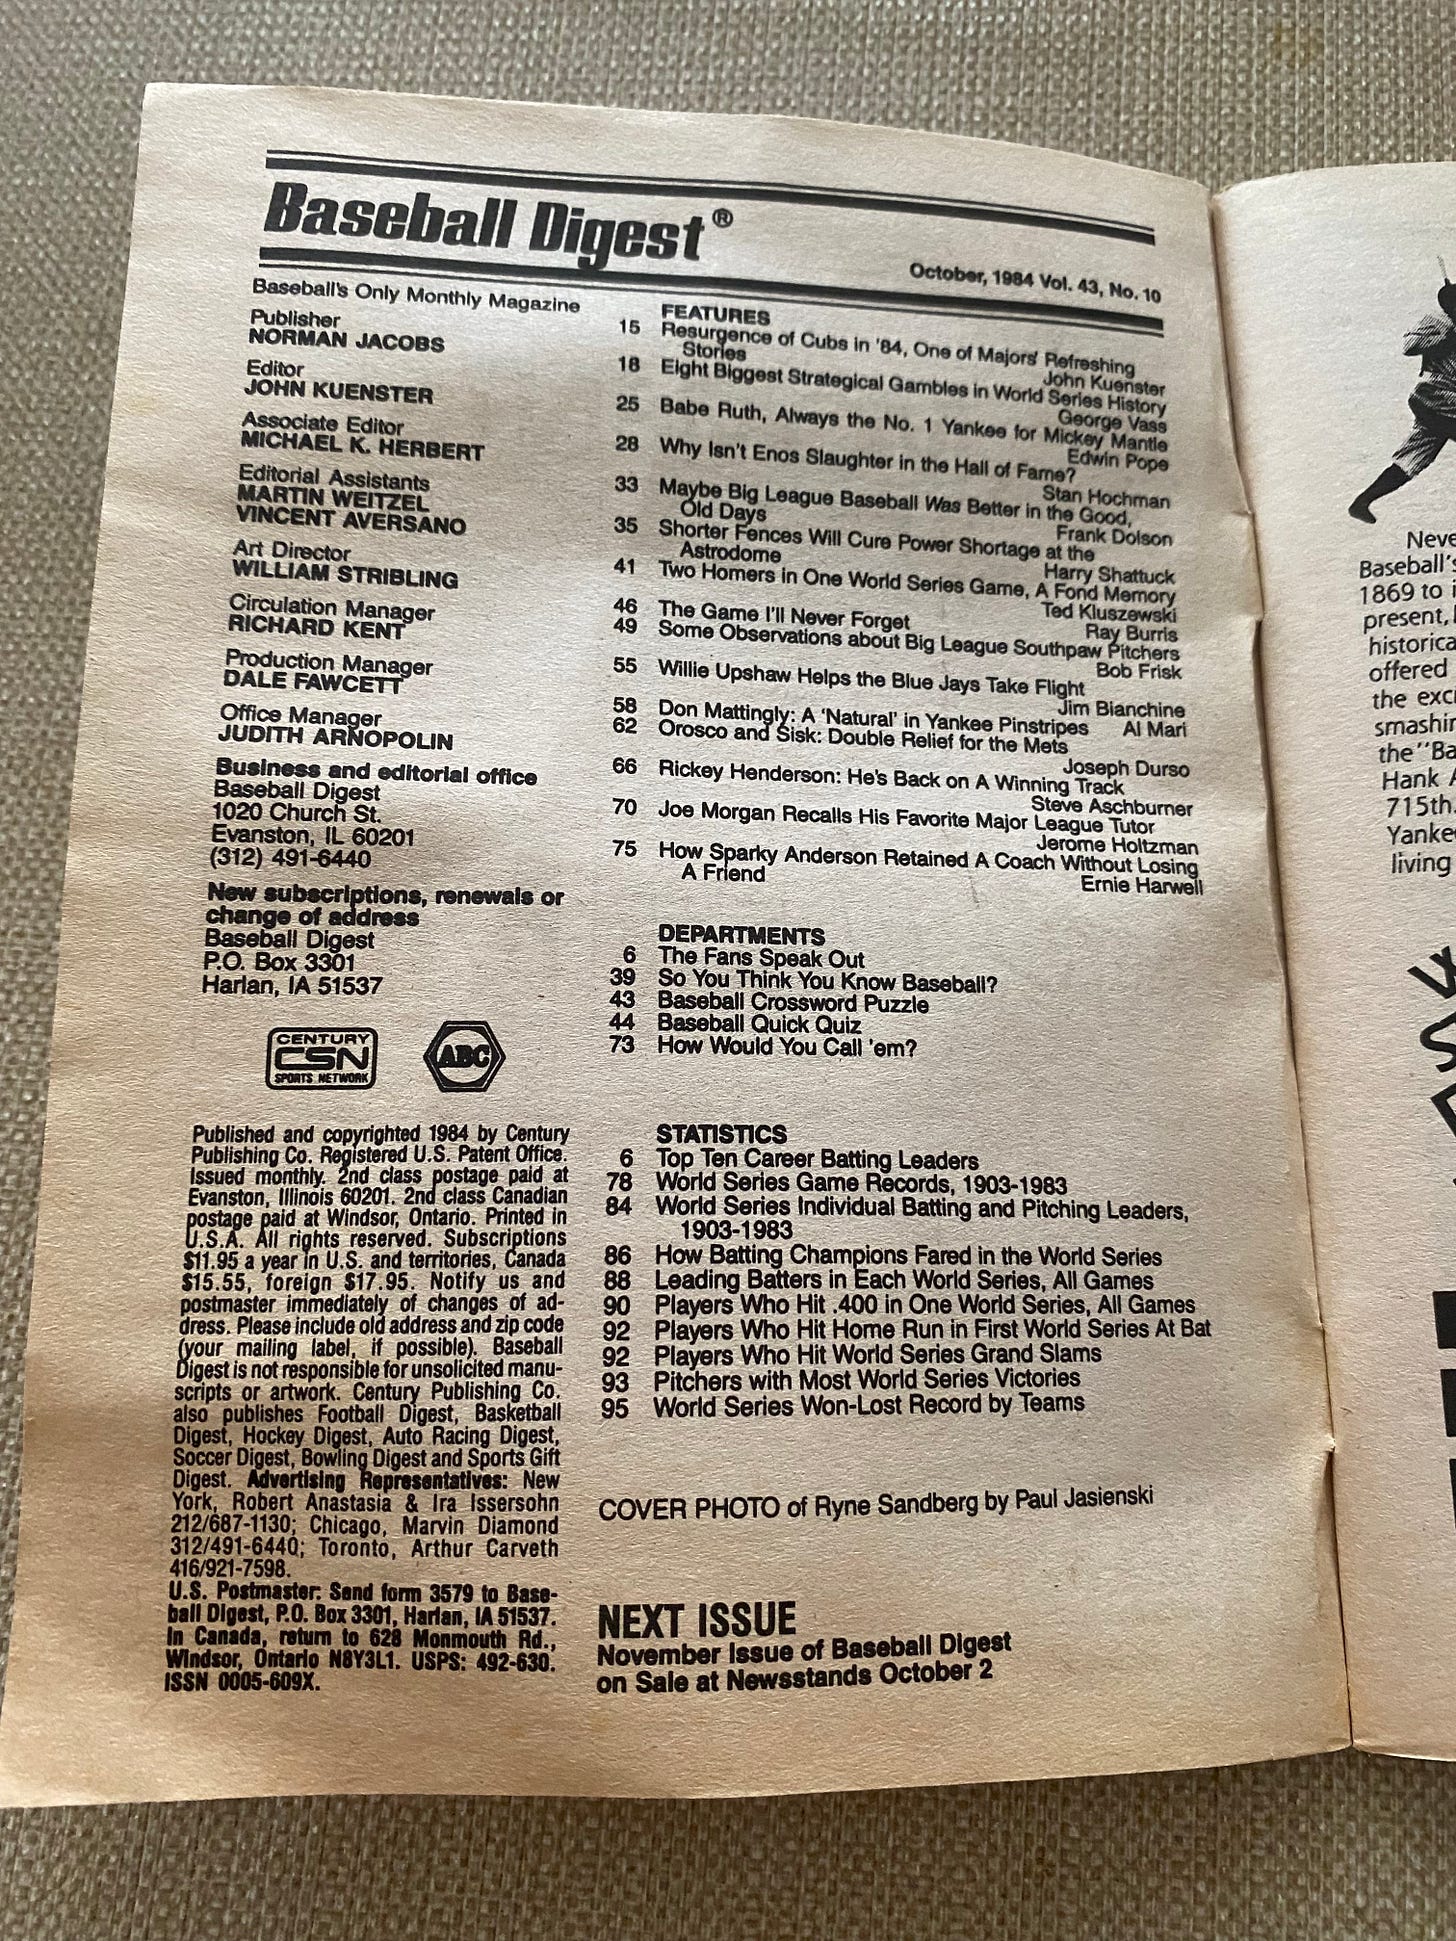 Baseball Digest®
October, 1984 Vol. 43, No. 10
Baseball's Only Monthly Magazine
Publisher
NORMAN JACOBS
Editor
JOHN KUENSTER
Associate Editor
MICHAEL K. HERBERT
Editorial Assistants
MARTIN WEITZEL
VINCENT AVERSANO
Art Director
WILLIAM STRIBLING
Circulation Manager
RICHARD KENT
Production Manager
DALE FAWCETT
Office Manager
JUDITH ARNOPOLIN
Business and editorial office
Baseball Digest
1020 Church St.
Evanston, IL 60201
(312) 491-6440
New subscriptions, renewals or
change of address
Baseball Digest
P.O. Box 3301
Harlan, IA 51537
CENTURY
CSN
SPORTS NETWORK
ABC
Published and copyrighted 1984 by Century
Publishing Co. Registered U.S. Patent Office.
Issued monthly. 2nd class postage paid at
Evanston, Illinois 60201. 2nd class Canadian
postage paid at Windsor, Ontario. Printed in
U.S.A. All rights reserved. Subscriptions
$11.95 a year in U.S. and territories, Canada
$15.55, foreign $17.95. Notify us and
postmaster immediately of changes of ad-
dress. Please include old address and zip code
(your mailing label, if possible). Baseball
Digest is not responsible for unsolicited manu-
scripts or artwork. Century Publishing Co.
also publishes Football Digest, Basketball
Digest, Hockey Digest, Auto Racing Digest,
Soccer Digest, Bowling Digest and Sports Gift
Digest. Advertising Representatives: New
York, Robert Anastasia & Ira Issersohn
212/687-1130; Chicago, Marvin Diamond
312/491-6440; Toronto, Arthur Carveth
416/921-7598.
U.S. Postmaster: Send form 3579 to Base-
ball Digest, P.O. Box 3301, Harlan, IA 51537.
In Canada, return to 628 Monmouth Rd.,
Windsor, Ontario N8Y3L1. USPS: 492-630.
ISSN 0005-609X.
FEATURES
15 Resurgence of Cubs in '84, One of Majors' Refreshing
Stories
John Kuenster
18 Eight Biggest Strategical Gambles in World Series History
George Vass
25 Babe Ruth, Always the No. 1 Yankee for Mickey Mantle
Edwin Pope
28 Why Isn't Enos Slaughter in the Hall of Fame?
Stan Hochman
33 Maybe Big League Baseball Was Better in the Good,
Old Days
Frank Dolson
35 Shorter Fences Will Cure Power Shortage at the
Astrodome
Harry Shattuck
41 Two Homers in One World Series Game, A Fond Memory
Ted Kluszewski
46 The Game I'll Never Forget
Ray Burris
49 Some Observations about Big League Southpaw Pitchers
Bob Frisk
55 Willie Upshaw Helps the Blue Jays Take Flight
Jim Bianchine
58 Don Mattingly: A 'Natural' in Yankee Pinstripes Al Mari
62 Orosco and Sisk: Double Relief for the Mets
Joseph Durso
66 Rickey Henderson: He's Back on A Winning Track
Steve Aschburner
70 Joe Morgan Recalls His Favorite Major League Tutor
Jerome Holtzman
75 How Sparky Anderson Retained A Coach Without Losing
A Friend
Ernie Harwell
DEPARTMENTS
6 The Fans Speak Out
39 So You Think You Know Baseball?
43 Baseball Crossword Puzzle
44 Baseball Quick Quiz
73 How Would You Call 'em?
STATISTICS
6 Top Ten Career Batting Leaders
78 World Series Game Records, 1903-1983
84 World Series Individual Batting and Pitching Leaders,
1903-1983
86 How Batting Champions Fared in the World Series
88 Leading Batters in Each World Series, All Games
90 Players Who Hit .400 in One World Series, All Games
92 Players Who Hit Home Run in First World Series At Bat
92 Players Who Hit World Series Grand Slams
93 Pitchers with Most World Series Victories
95 World Series Won-Lost Record by Teams
COVER PHOTO of Ryne Sandberg by Paul Jasienski
NEXT ISSUE
November Issue of Baseball Digest
on Sale at Newsstands October 2
Baseball's
1869 to
present,
offered
the
the "Ba
Hank
715th
living